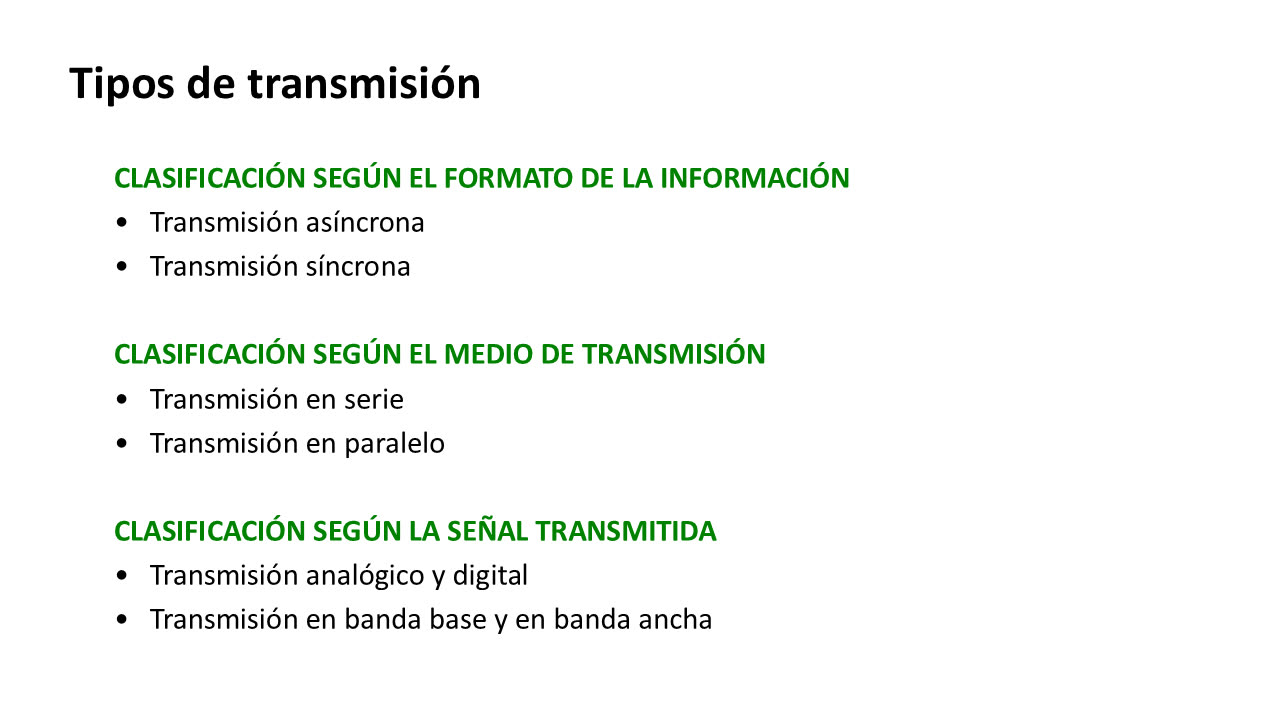 Tipos de transmisión
CLASIFICACIÓN SEGÚN EL FORMATO DE LA INFORMACIÓN
• Transmisión asíncrona
• Transmisión síncrona
CLASIFICACIÓN SEGÚN EL MEDIO DE TRANSMISIÓN
• Transmisión en serie
• Transmisión en paralelo
CLASIFICACIÓN SEGÚN LA SEÑAL TRANSMITIDA
• Transmisión analógico y digital
• Transmisión en banda base y en banda ancha